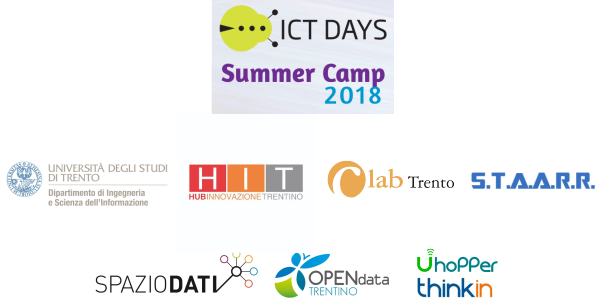 ICT DAYS
Summer Camp
2018
UNIVERSITÀ DEGLI STUDI
DI TRENTO
Dipartimento di Ingegneria
e Scienza dell'Informazione
HIT
HUBINNOVAZIONETRENTINO
Clab Trento
S.T.A.A.R.R.
SPAZIODATI
OPENdata
TRENTINO
UhoPPer
thinkin